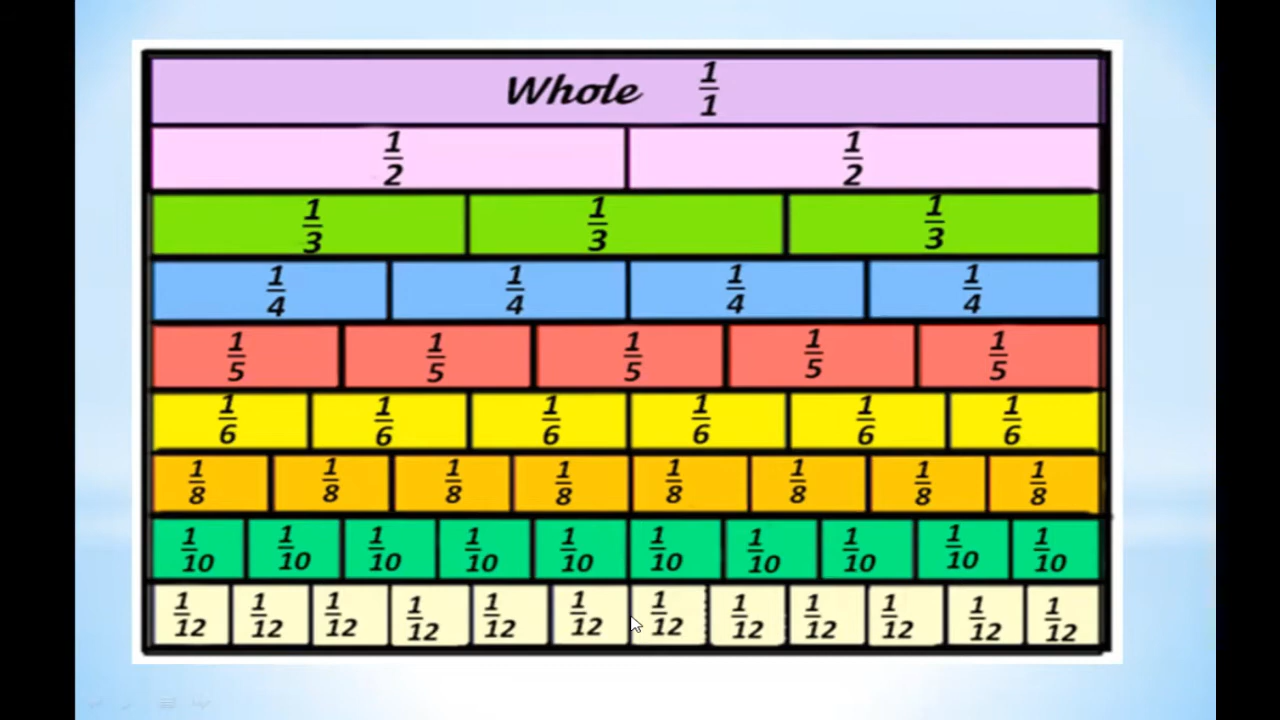 Whole 1/1
1/2 1/2
1/3 1/3 1/3
1/4 1/4 1/4 1/4
1/5 1/5 1/5 1/5 1/5
1/6 1/6 1/6 1/6 1/6 1/6
1/8 1/8 1/8 1/8 1/8 1/8 1/8 1/8
1/10 1/10 1/10 1/10 1/10 1/10 1/10 1/10 1/10 1/10
1/12 1/12 1/12 1/12 1/12 1/12 1/12 1/12 1/12 1/12 1/12 1/12